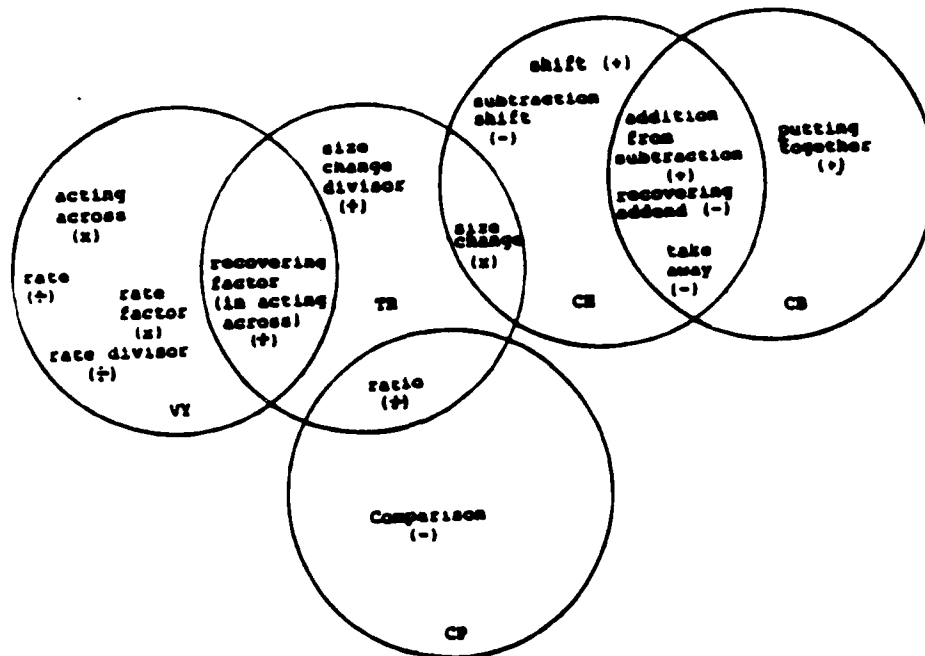 shift (+)
subtraction
shift
(-)
addition
from
subtraction
(+)
recovering
addend (-)
take
away
(-)
putting
together
(+)
CH
CB
size
change
divisor
(÷)
size
change
(x)
acting
across
(x)
rate
(÷)
rate
factor
(x)
rate divisor
(÷)
VY
recovering
factor
(in acting
across)
(÷)
TR
ratio
(÷)
Comparison
(-)
CP